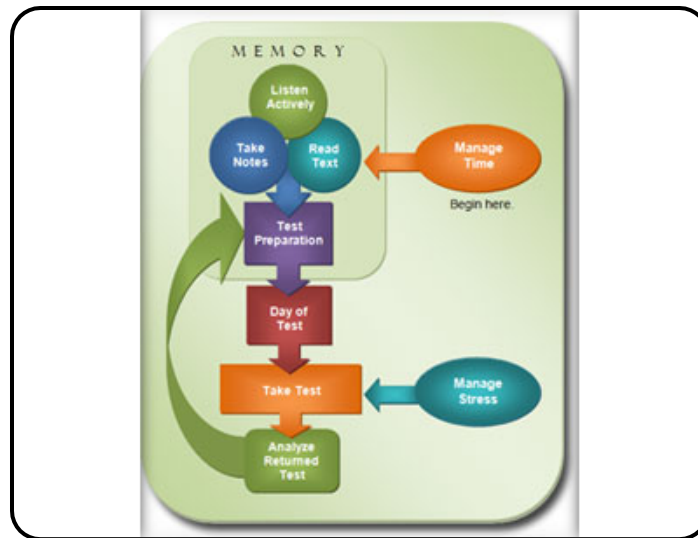 MEMORY
Listen
Actively
Take
Notes
Read
Text
Manage
Time
Begin here.
Test
Preparation
Day of
Test
Take Test
Manage
Stress
Analyze
Returned
Test